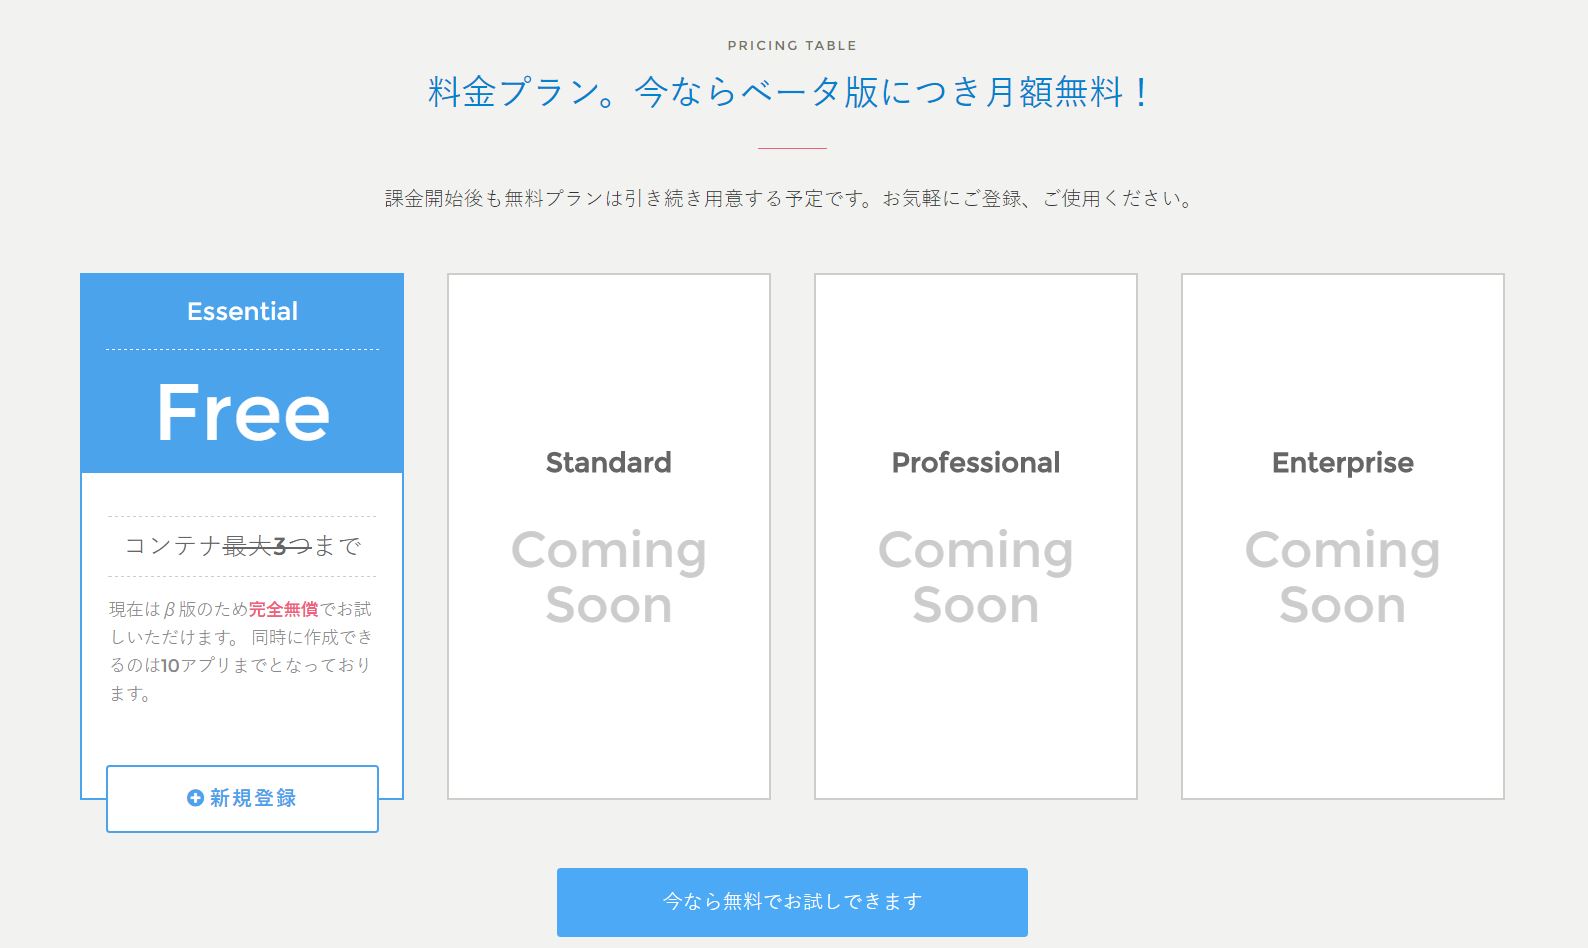 PRICING TABLE
料金プラン。今ならベータ版につき月額無料！
課金開始後も無料プランは引き続き用意する予定です。お気軽にご登録、ご使用ください。
Essential
Free
コンテナ最大3つまで
現在はβ版のため完全無償でお試
しいただけます。 同時に作成でき
るのは10アプリまでとなっており
ます。
新規登録
Standard
Coming
Soon
Professional
Coming
Soon
Enterprise
Coming
Soon
今なら無料でお試しできます